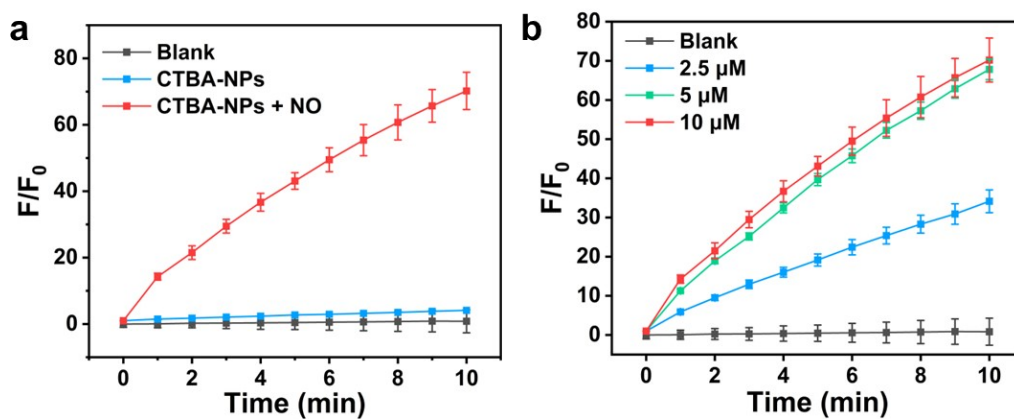 a
Blank
CTBA-NPs
CTBA-NPs + NO
80
60
40
20
0
F/F₀
0 2 4 6 8 10
Time (min)
b
Blank
2.5 μM
5 μM
10 μM
80
70
60
50
40
30
20
10
0
F/F₀
0 2 4 6 8 10
Time (min)